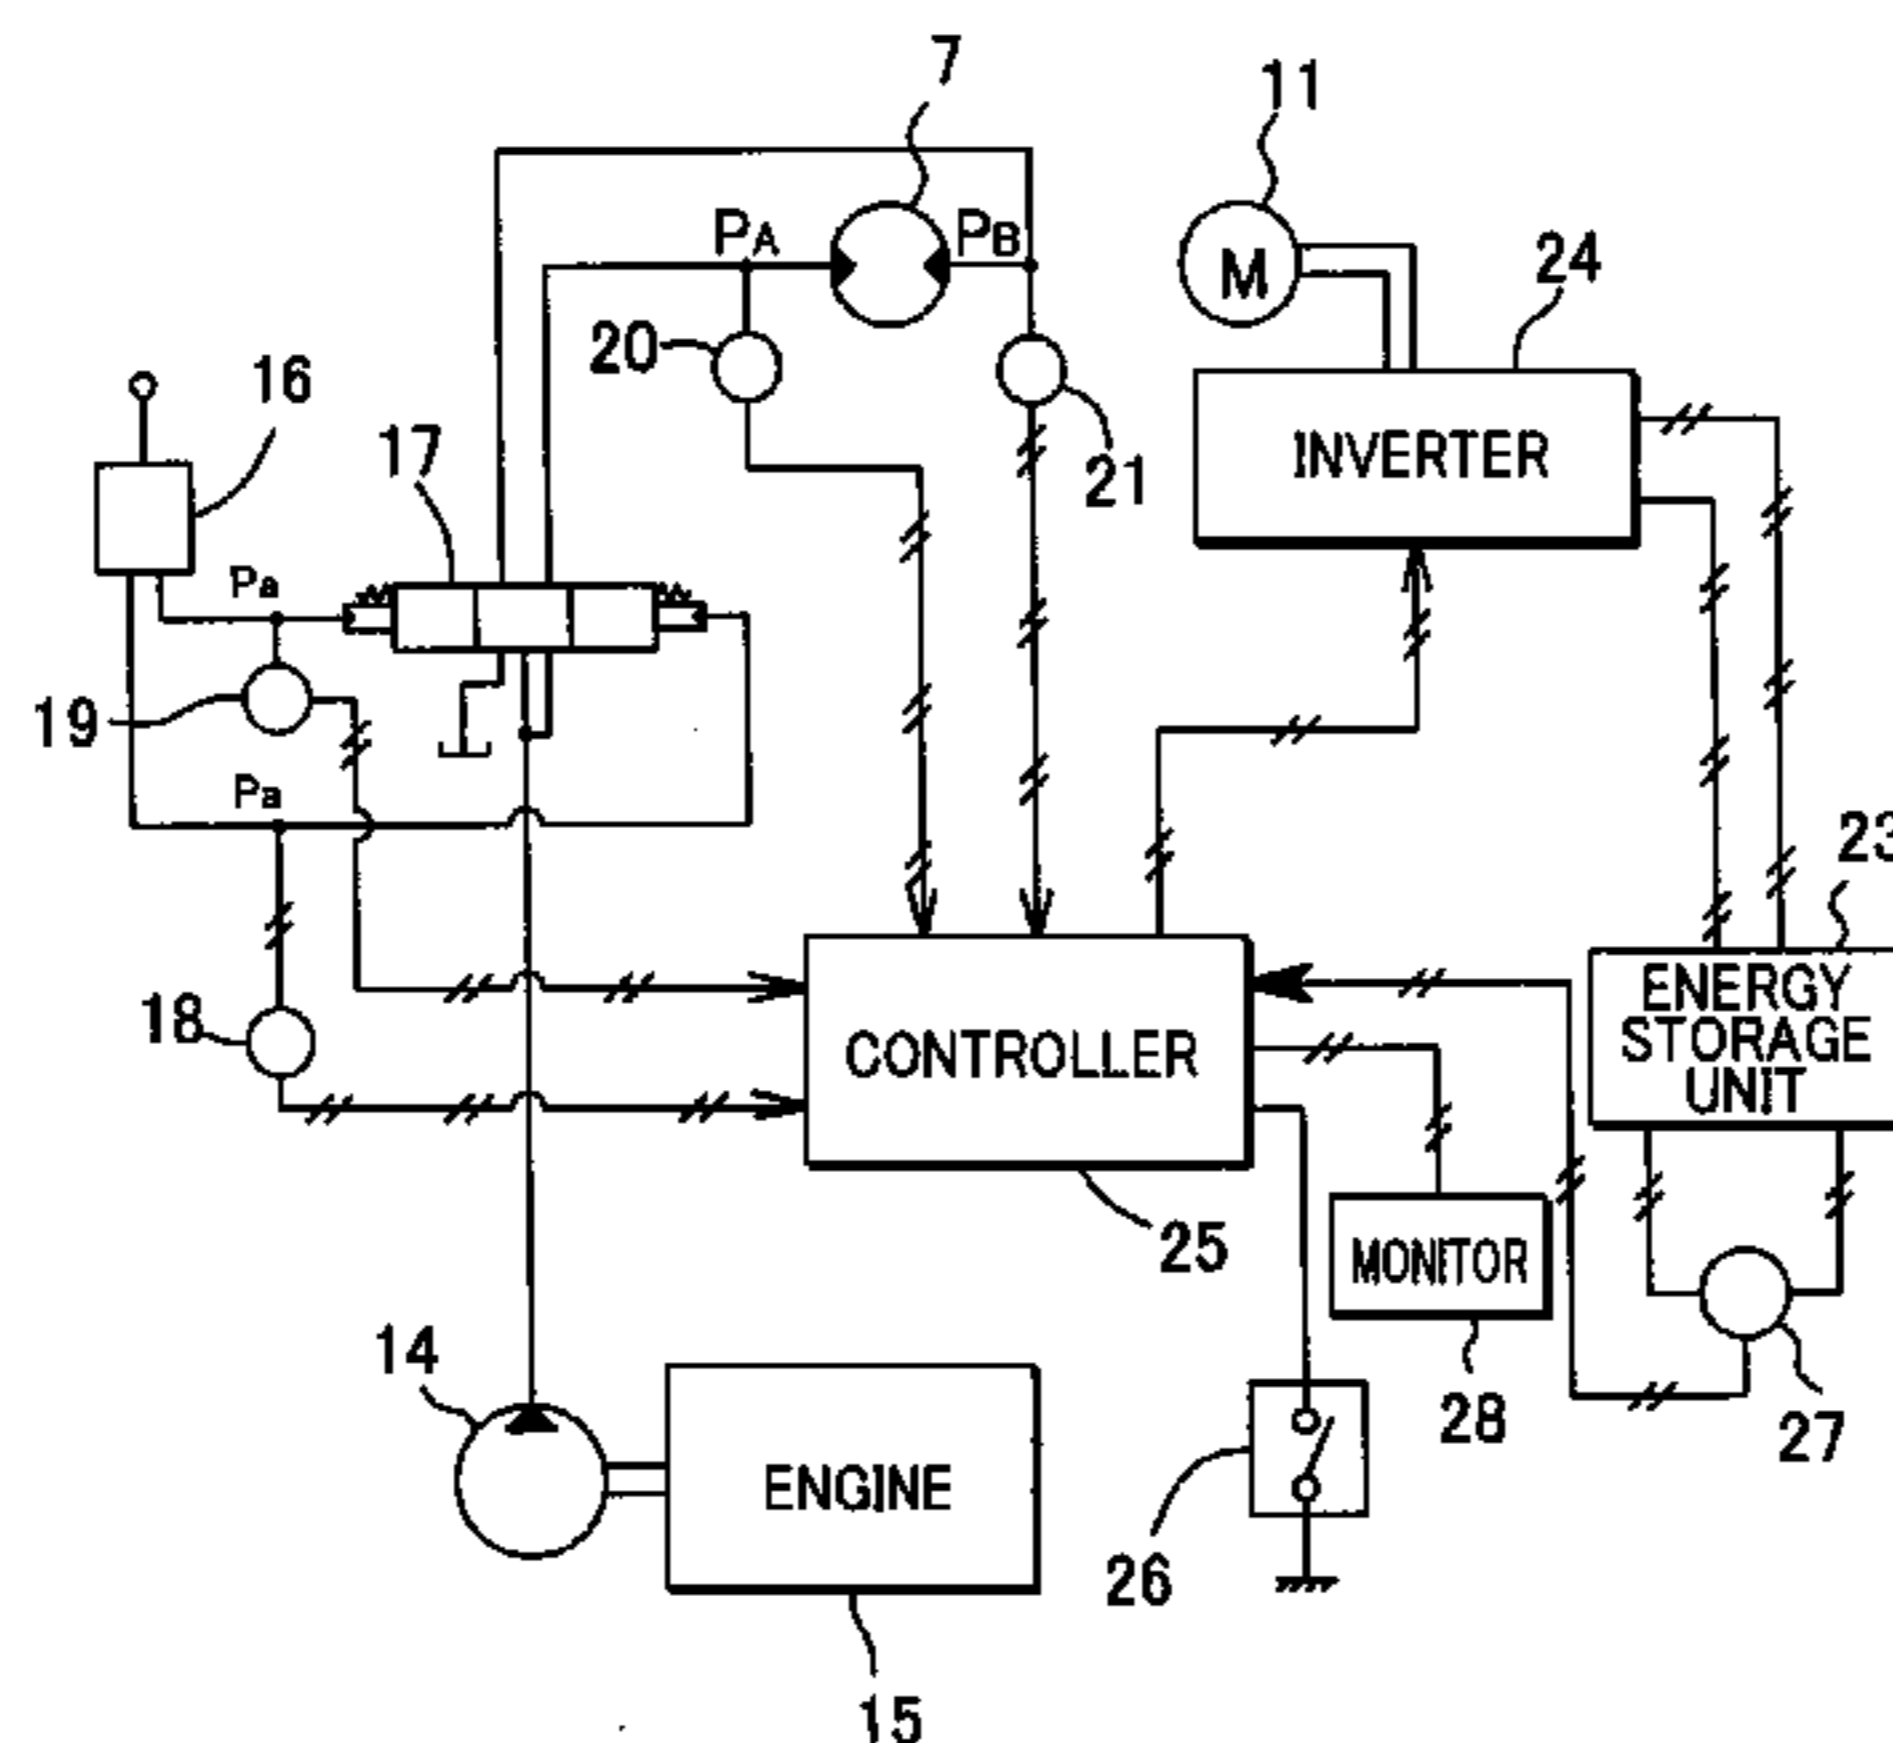 7
11
PA
PB
24
20
16
17
INVERTER
21
Pa
19
Pa
23
ENERGY
STORAGE
UNIT
18
CONTROLLER
25
MONITOR
14
28
27
ENGINE
26
15